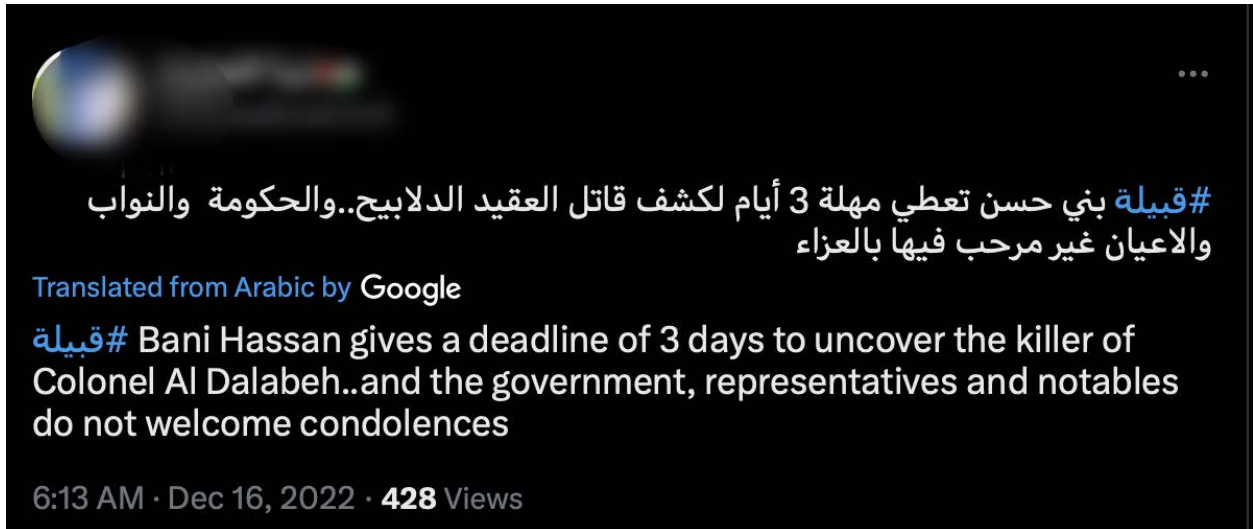 #قبيلة بني حسن تعطي مهلة 3 أيام لكشف قاتل العقيد الدلابيح..والحكومة والنواب
والاعيان غير مرحب فيها بالعزاء
Translated from Arabic by Google
#قبيلة Bani Hassan gives a deadline of 3 days to uncover the killer of
Colonel Al Dalabeh..and the government, representatives and notables
do not welcome condolences
6:13 AM · Dec 16, 2022 · 428 Views